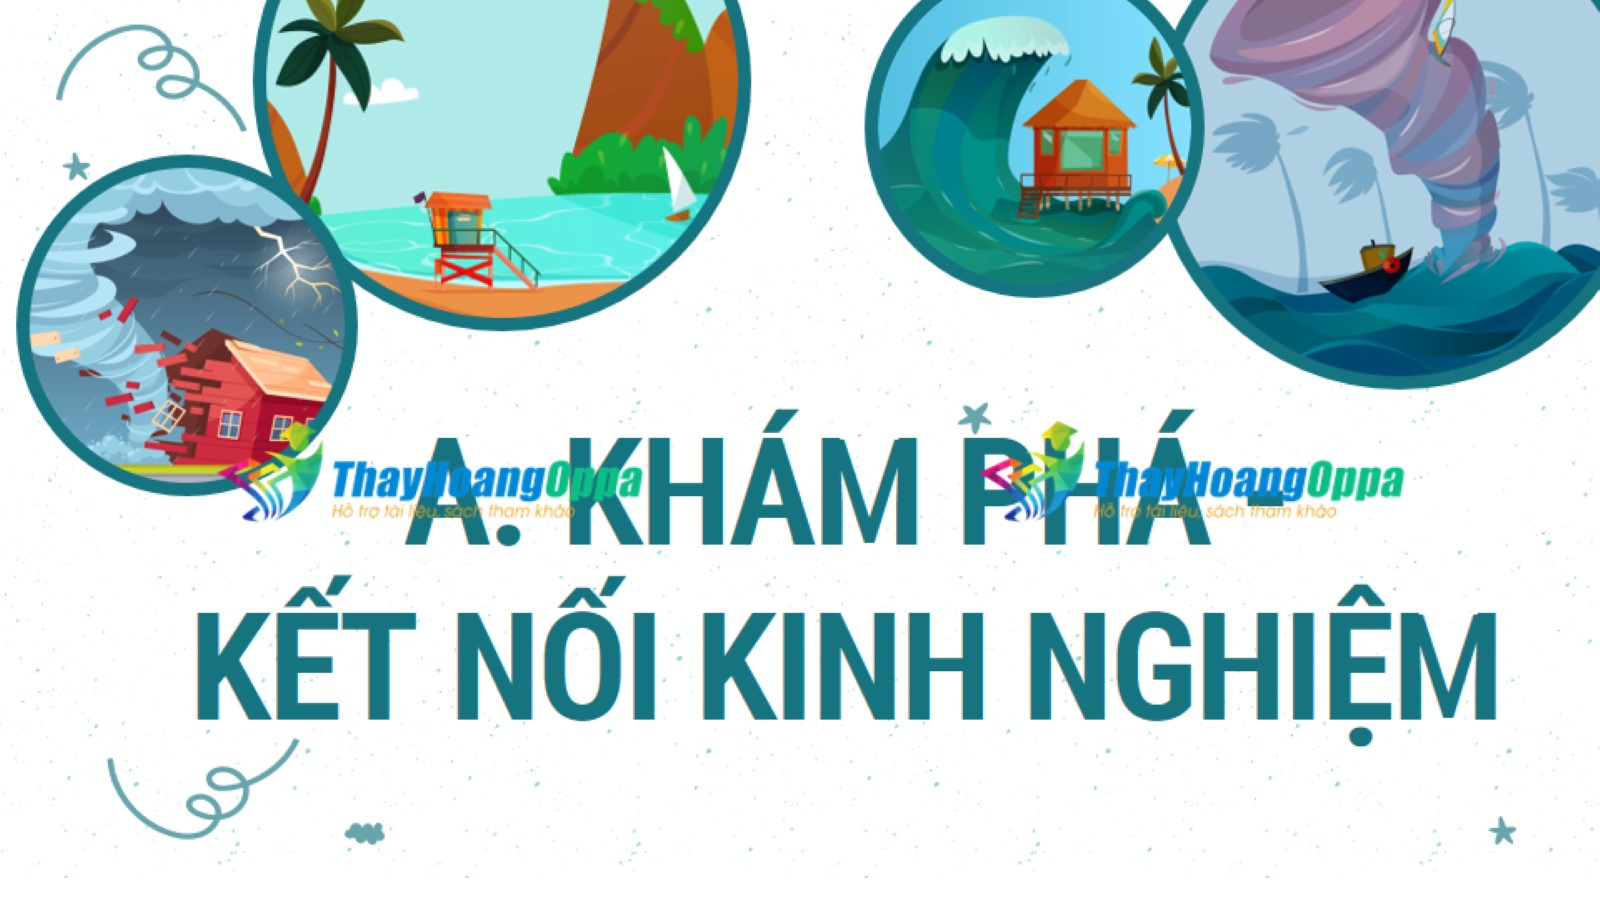 A. KHÁM PHÁ -
KẾT NỐI KINH NGHIỆM
ThayHoangOppa
Hỗ trợ tài liệu, sách tham khảo
ThayHoangOppa
Hỗ trợ tài liệu, sách tham khảo